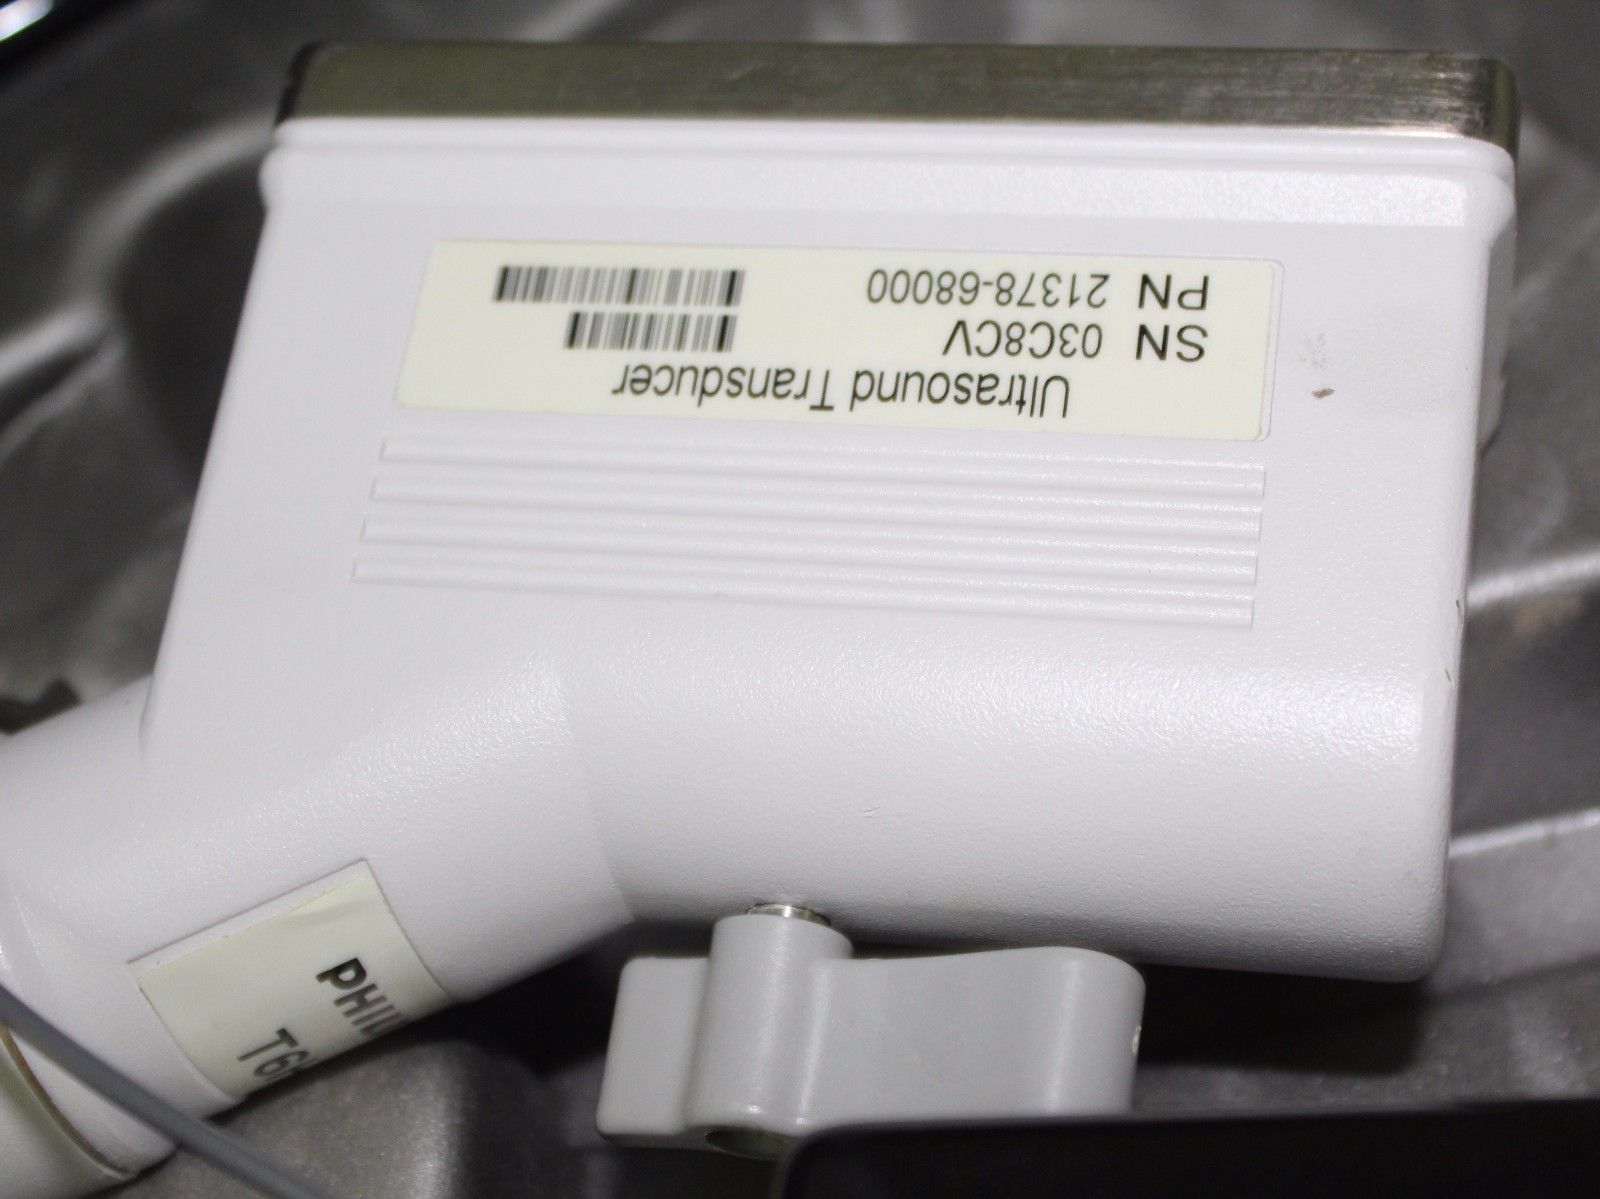 Ultrasound Transducer
SN 03C8CV
PN 21378-68000